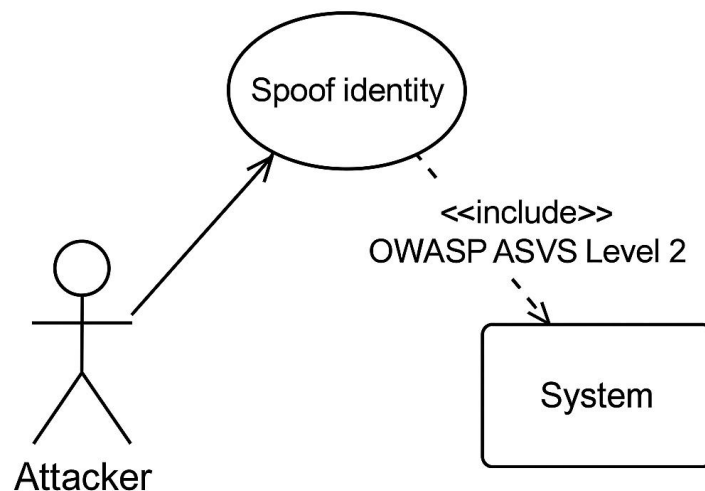 Spoof identity
<<include>>
OWASP ASVS Level 2
System
Attacker